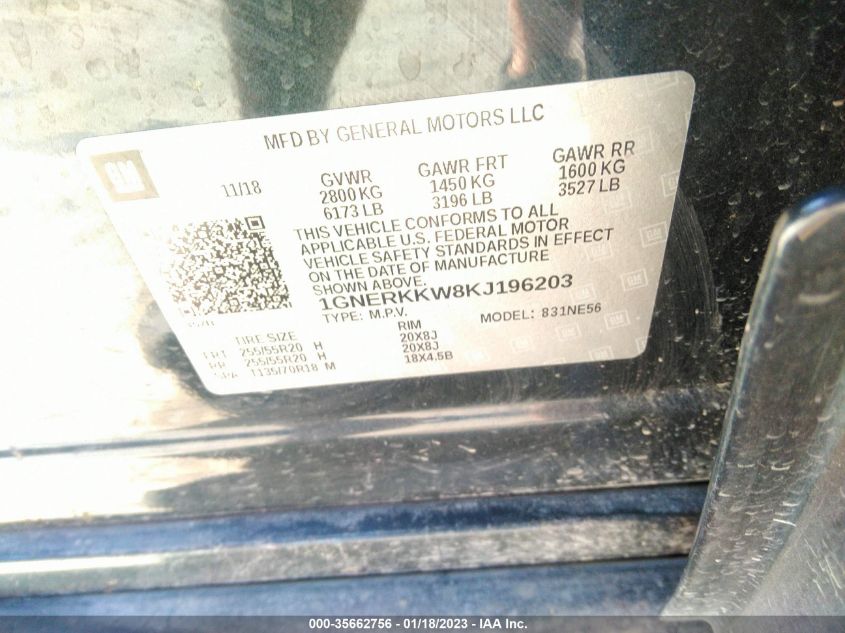 MFD BY GENERAL MOTORS LLC
GM
11/18
GVWR
2800 KG
6173 LB
GAWR FRT
1450 KG
3196 LB
GAWR RR
1600 KG
3527 LB
THIS VEHICLE CONFORMS TO ALL
APPLICABLE U.S. FEDERAL MOTOR
VEHICLE SAFETY STANDARDS IN EFFECT
ON THE DATE OF MANUFACTURE
SHOWN ABOVE.
1GNERKKW8KJ196203
TYPE: M.P.V. MODEL: 831NE56
TIRE SIZE RIM
FRT 255/55R20 H 20X8J
RR 255/55R20 H 20X8J
SPA T135/70R18 M 18X4.5B
000-35662756 - 01/18/2023 - IAA Inc.